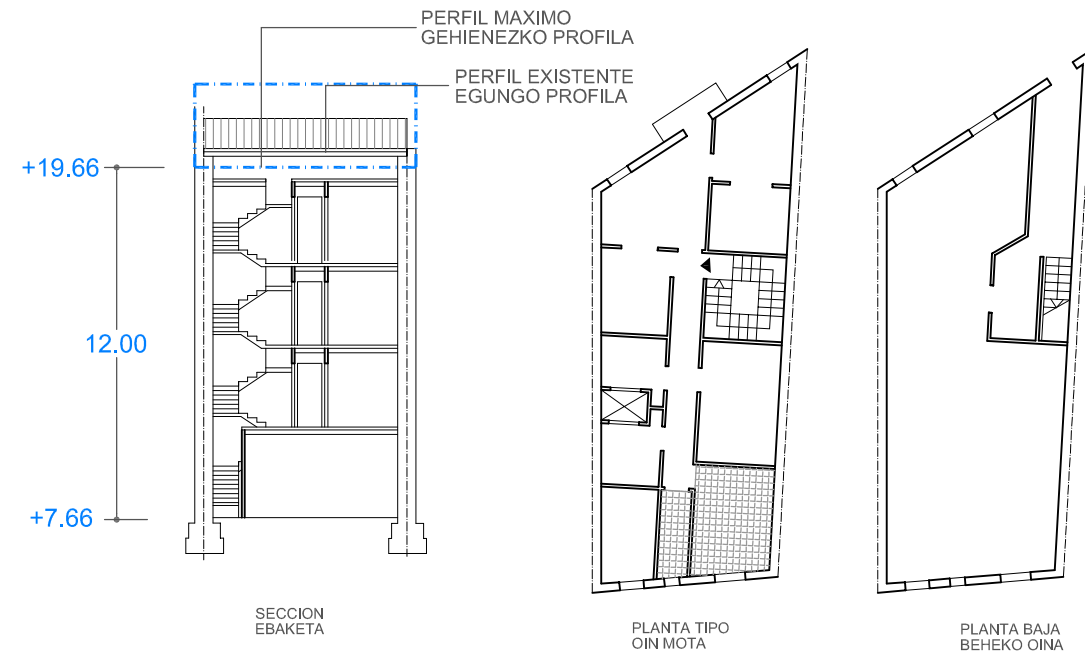 PERFIL MAXIMO
GEHIENEZKO PROFILA
PERFIL EXISTENTE
EGUNGO PROFILA
+19.66
12.00
+7.66
SECCION
EBAKETA
PLANTA TIPO
OIN MOTA
PLANTA BAJA
BEHEKO OINA